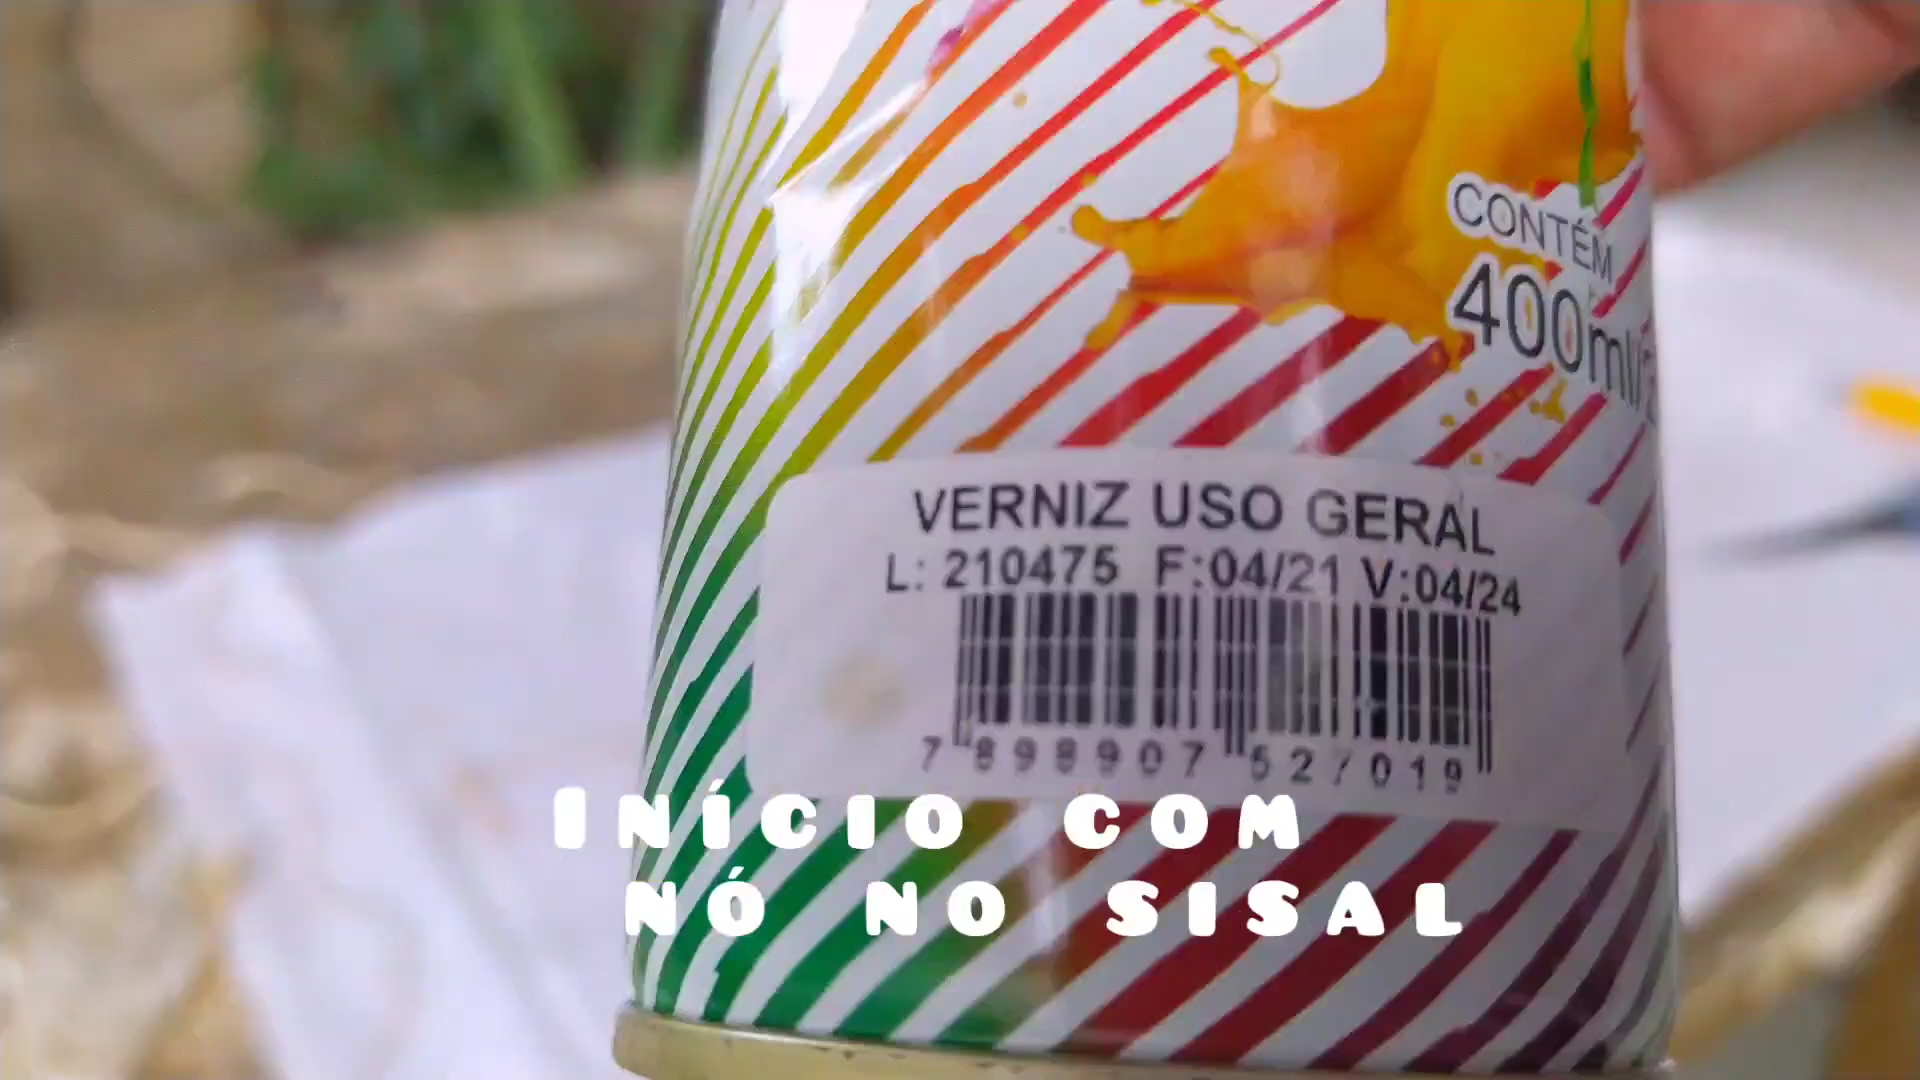 CONTÉM
400ml/
VERNIZ USO GERAL
L: 210475 F:04/21 V:04/24
7 898907 527019
INÍCIO COM
NÓ NO SISAL